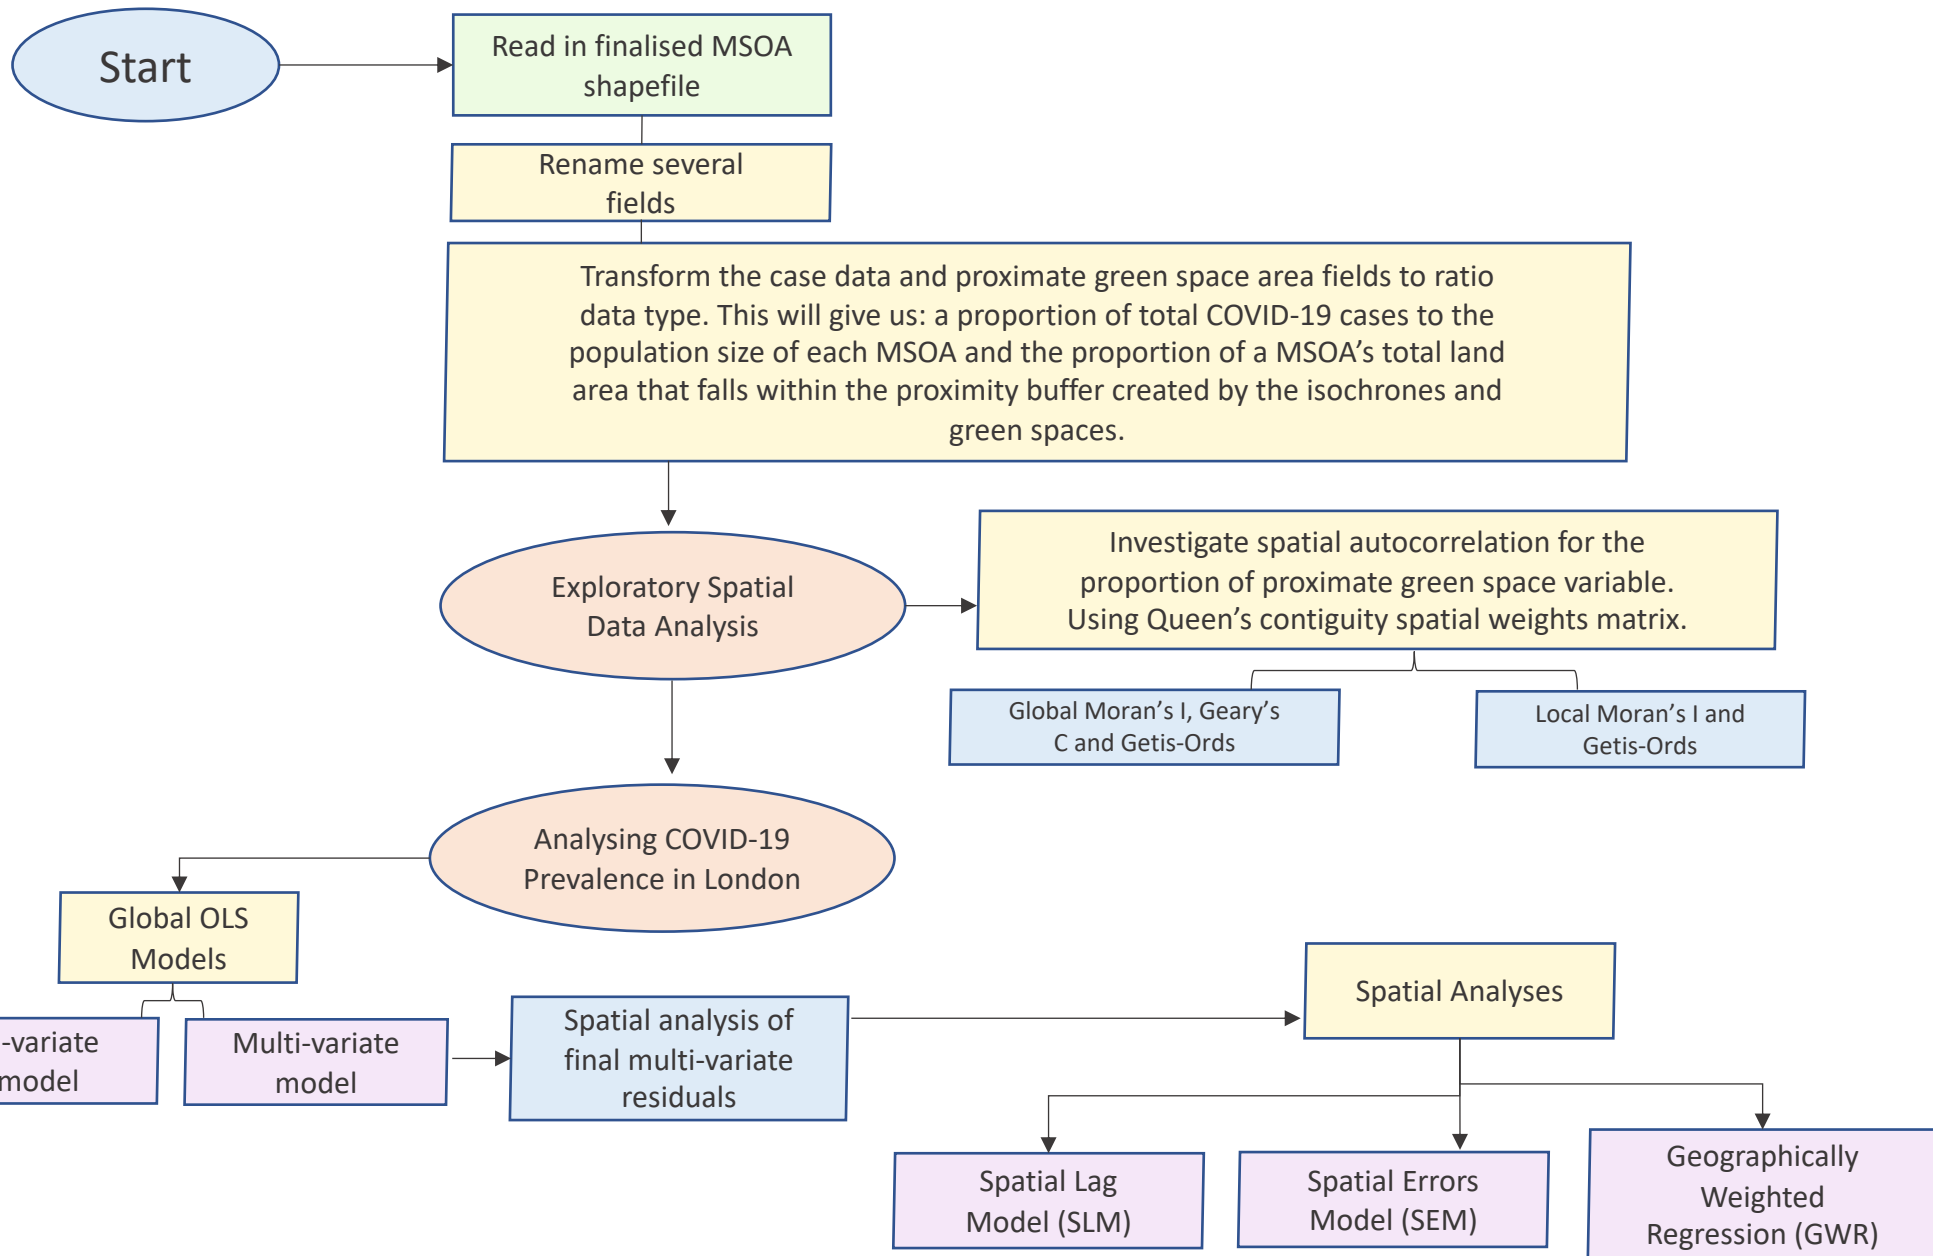 Start
Read in finalised MSOA
shapefile
Rename several
fields
Transform the case data and proximate green space area fields to ratio
data type. This will give us: a proportion of total COVID-19 cases to the
population size of each MSOA and the proportion of a MSOA’s total land
area that falls within the proximity buffer created by the isochrones and
green spaces.
Exploratory Spatial
Data Analysis
Investigate spatial autocorrelation for the
proportion of proximate green space variable.
Using Queen’s contiguity spatial weights matrix.
Global Moran’s I, Geary’s
C and Getis-Ords
Local Moran’s I and
Getis-Ords
Analysing COVID-19
Prevalence in London
Global OLS
Models
-variate
model
Multi-variate
model
Spatial analysis of
final multi-variate
residuals
Spatial Analyses
Spatial Lag
Model (SLM)
Spatial Errors
Model (SEM)
Geographically
Weighted
Regression (GWR)